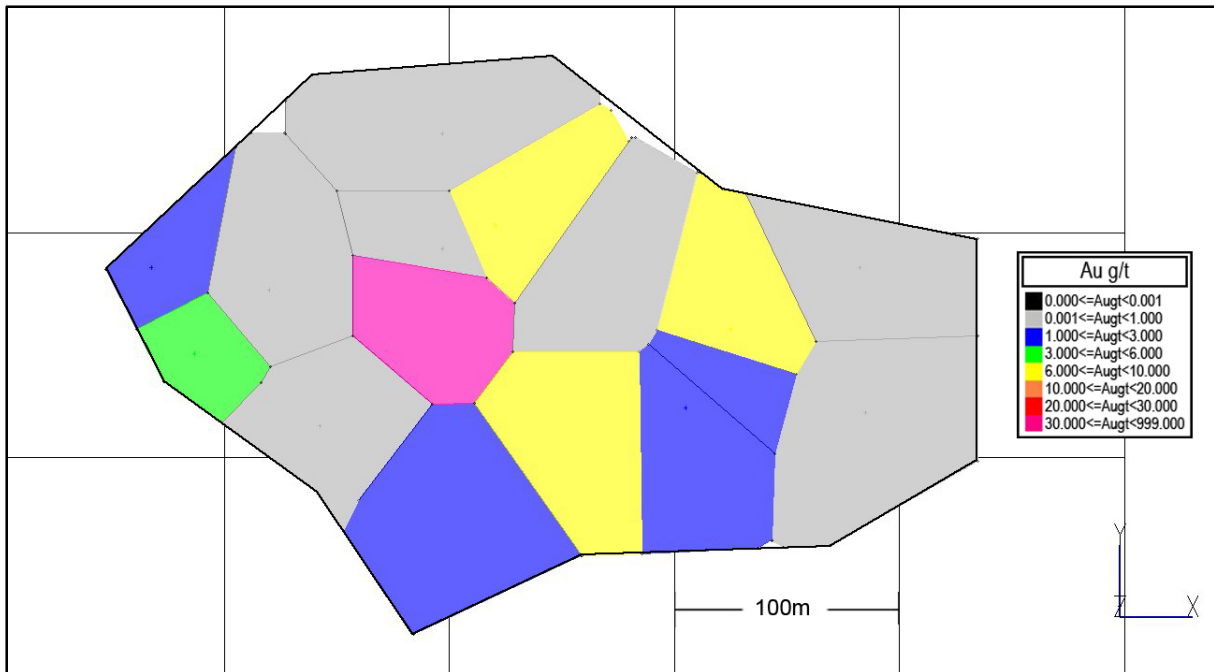 Au g/t
0.000<=Augt<0.001
0.001<=Augt<1.000
1.000<=Augt<3.000
3.000<=Augt<6.000
6.000<=Augt<10.000
10.000<=Augt<20.000
20.000<=Augt<30.000
30.000<=Augt<999.000
100m
Y
Z X